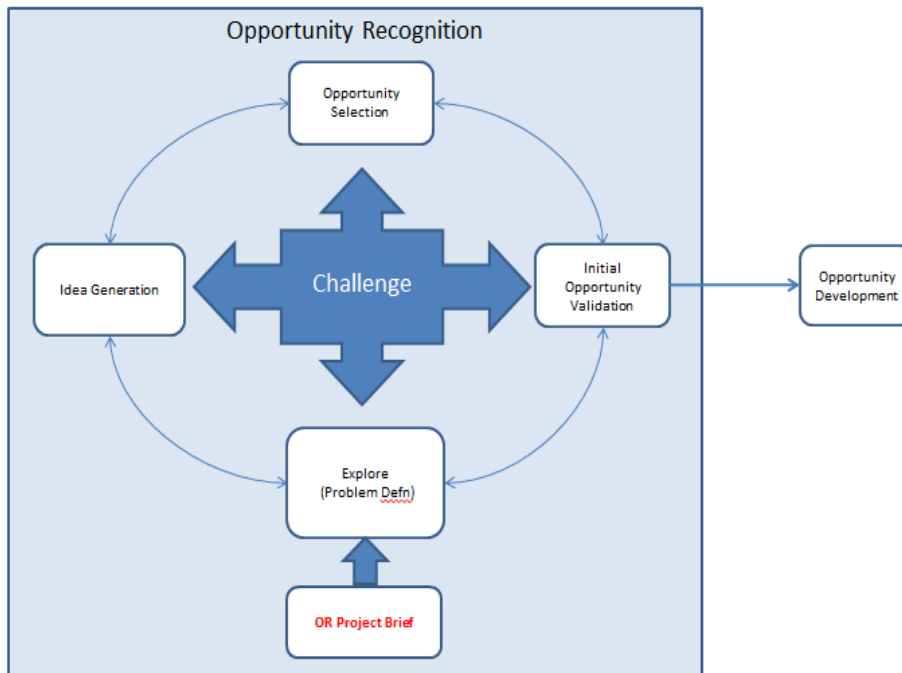 Opportunity Recognition
Opportunity
Selection
Idea Generation
Challenge
Initial
Opportunity
Validation
Opportunity
Development
Explore
(Problem Defn)
OR Project Brief